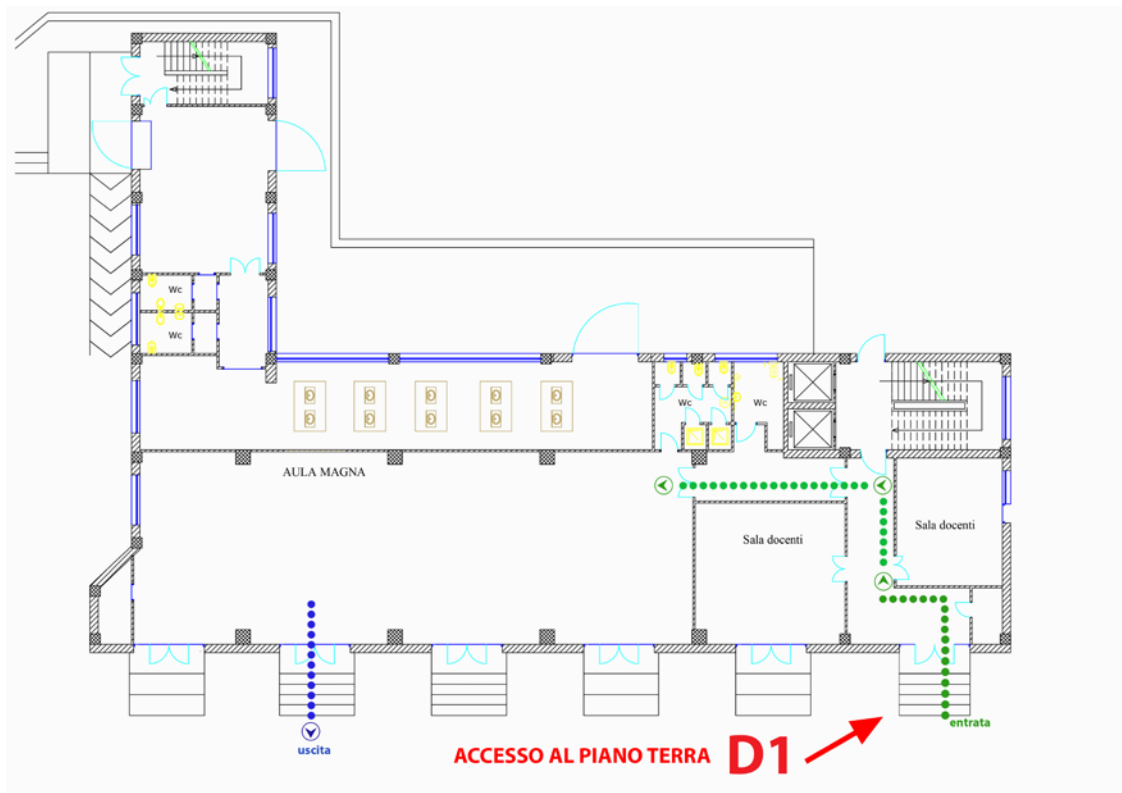 Wc
Wc
Wc
Wc
AULA MAGNA
Sala docenti
Sala docenti
entrata
uscita
ACCESSO AL PIANO TERRA D1